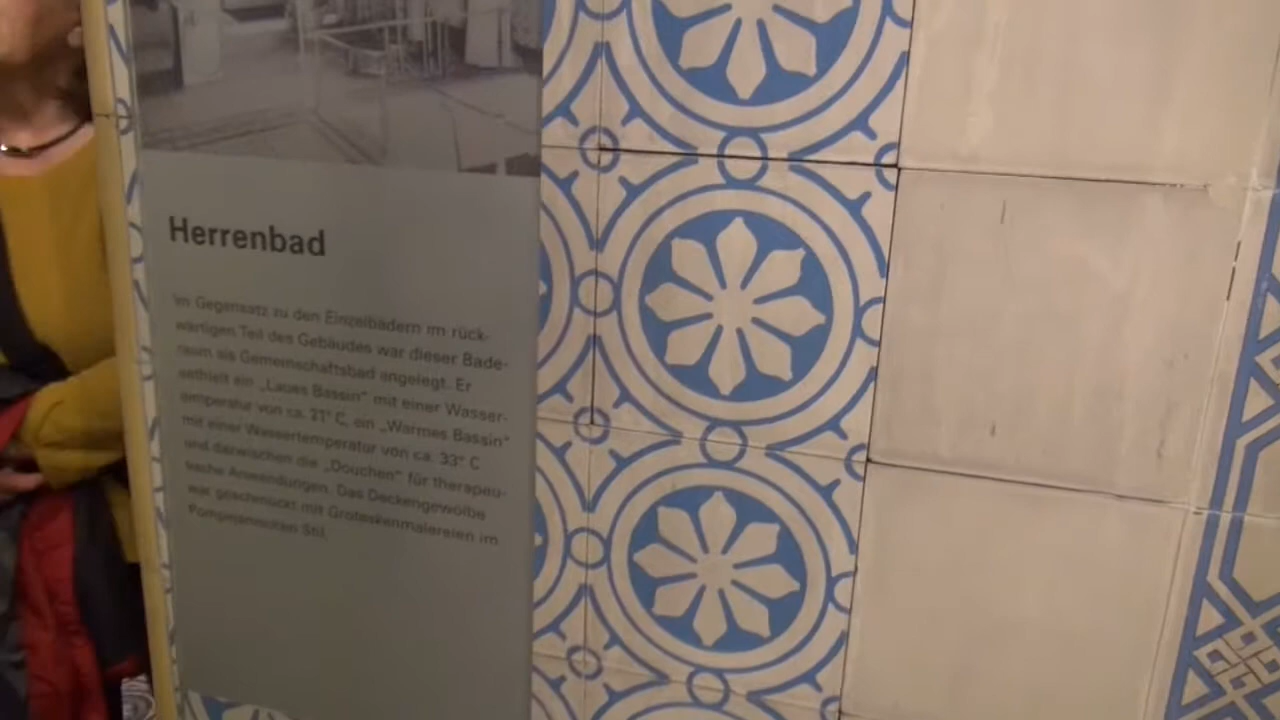 Herrenbad
Im Gegensatz zu den Einzelbädern im rück-
wärtigen Teil des Gebäudes war dieser Bade-
raum als Gemeinschaftsbad angelegt. Er
enthielt ein „Laues Bassin“ mit einer Wasser-
temperatur von ca. 21° C, ein „Warmes Bassin“
mit einer Wassertemperatur von ca. 33° C
und dazwischen die „Douchen“ für therapeu-
tische Anwendungen. Das Deckengewölbe
war geschmückt mit Groteskenmalereien im
Pompejanischen Stil.